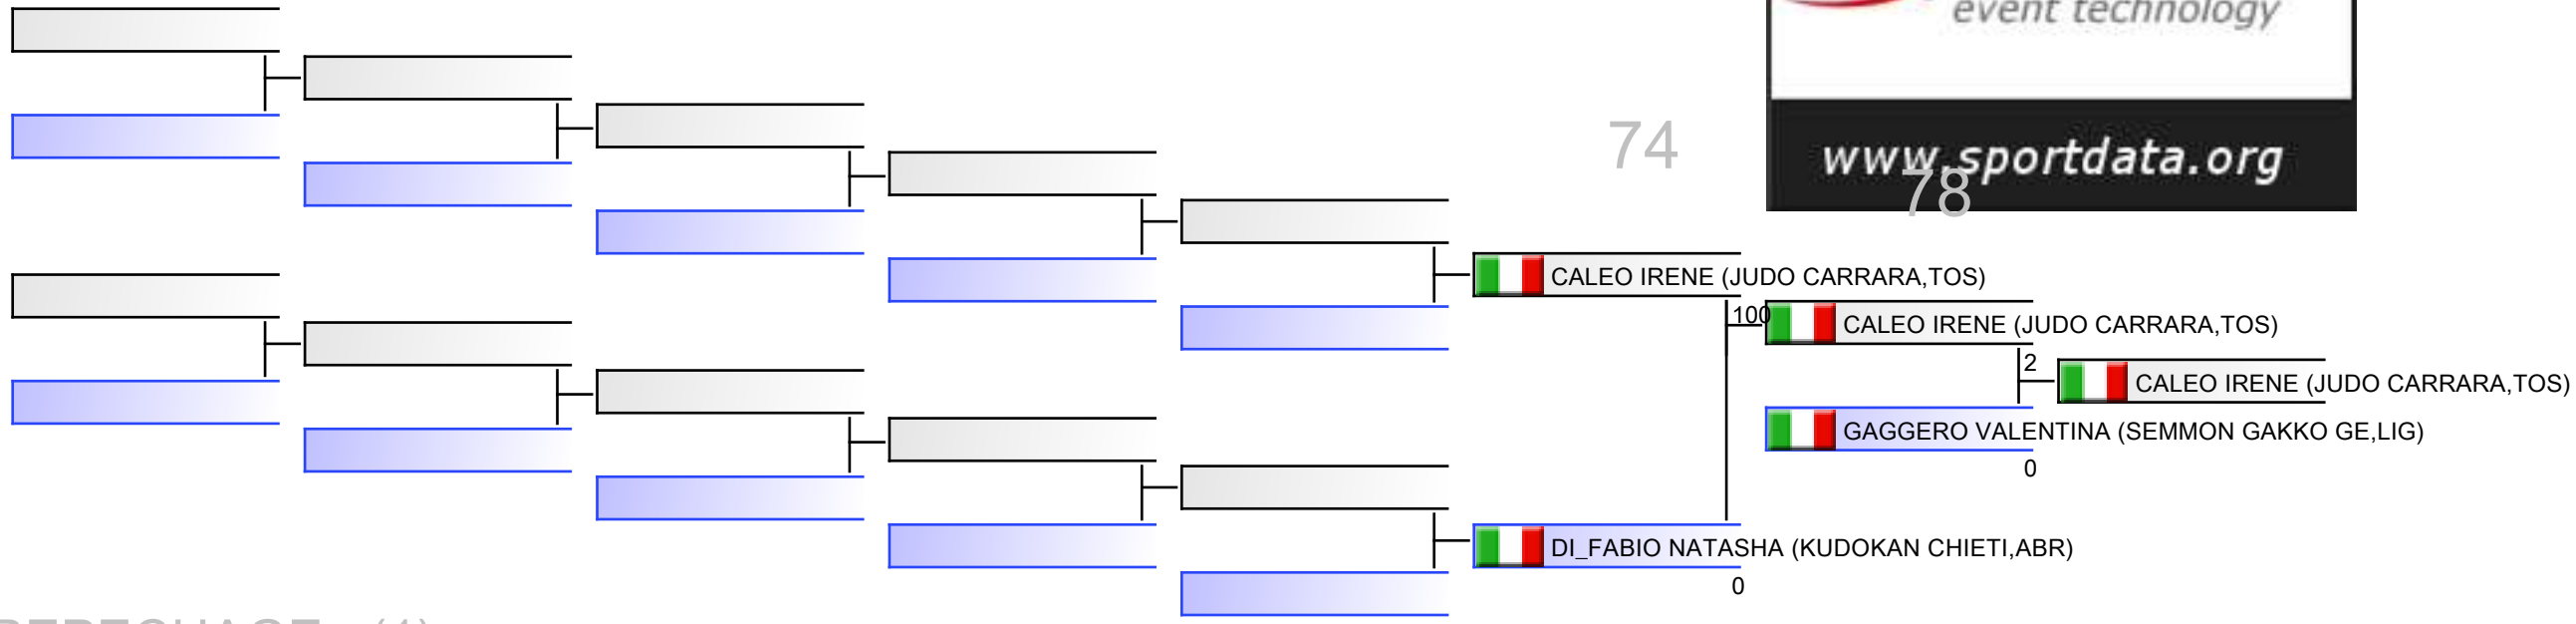 event technology
74
www.sportdata.org
78
CALEO IRENE (JUDO CARRARA,TOS)
100
CALEO IRENE (JUDO CARRARA,TOS)
2
CALEO IRENE (JUDO CARRARA,TOS)
GAGGERO VALENTINA (SEMMON GAKKO GE,LIG)
0
DI_FABIO NATASHA (KUDOKAN CHIETI,ABR)
0